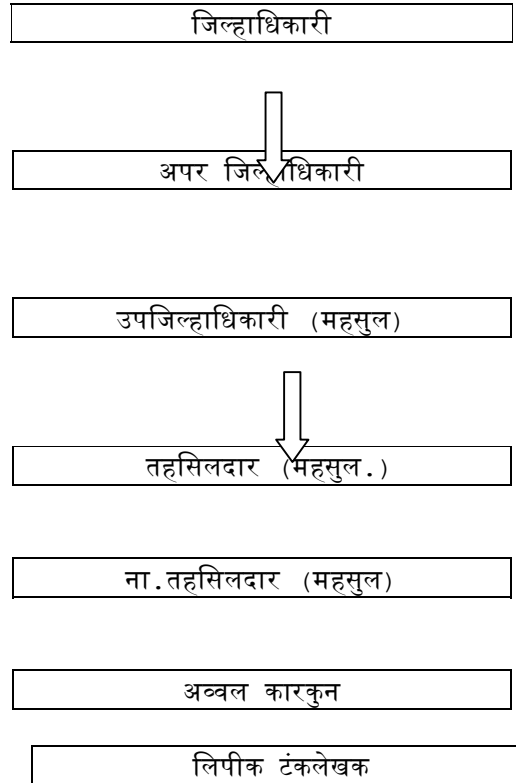 जिल्हाधिकारी
अपर जिल्हाधिकारी
उपजिल्हाधिकारी (महसुल)
तहसिलदार (महसुल.)
ना.तहसिलदार (महसुल)
अव्वल कारकुन
लिपीक टंकलेखक